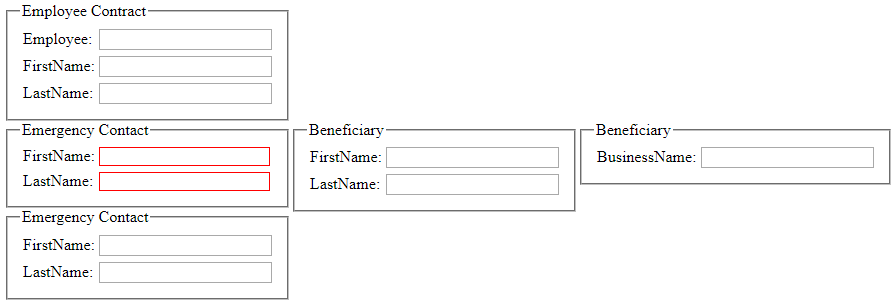 Employee Contract
Employee:
FirstName:
LastName:
Emergency Contact
FirstName:
LastName:
Beneficiary
FirstName:
LastName:
Beneficiary
BusinessName:
Emergency Contact
FirstName:
LastName: